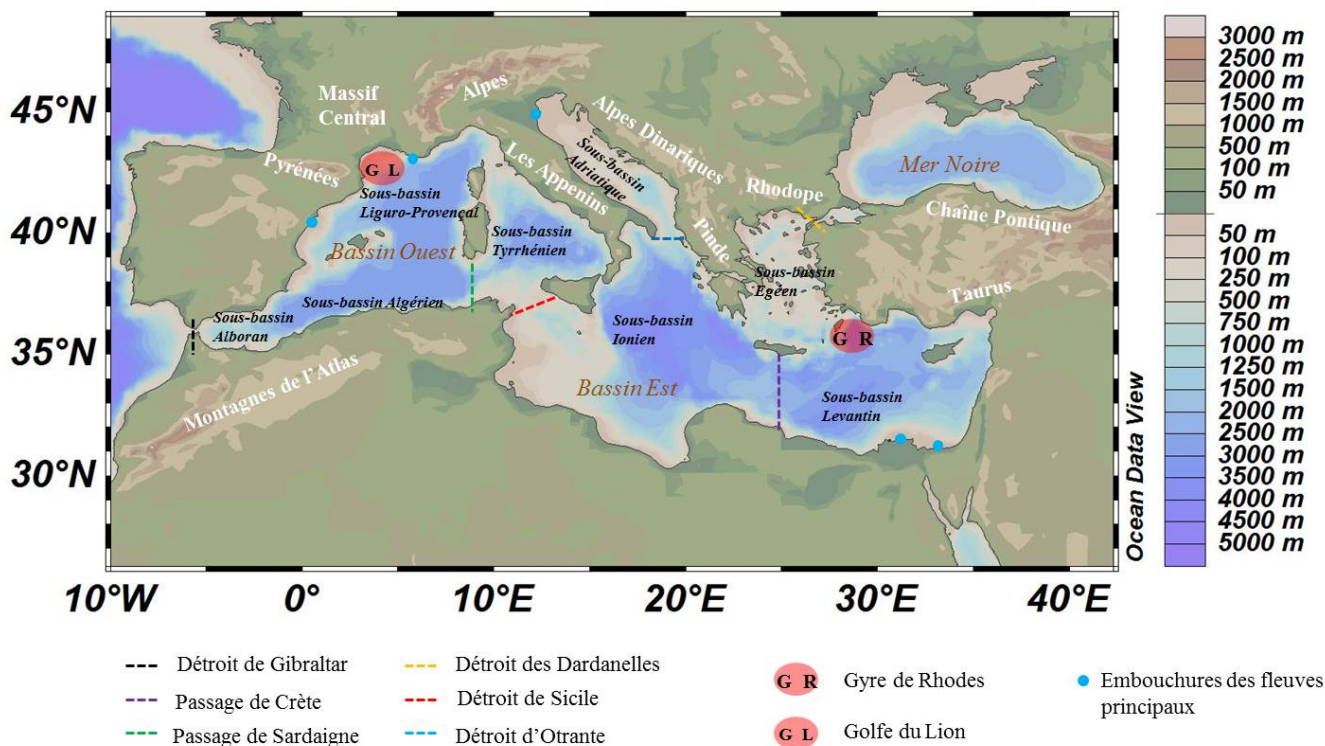 45°N
40°N
35°N
30°N
10°W
0°
10°E
20°E
30°E
40°E
Massif
Central
Alpes
Pyrénées
Alpes Dinariques
Les Appenins
Rhodope
Pinde
Mer Noire
Chaîne Pontique
Taurus
Montagnes de l'Atlas
G L
Sous-bassin
Liguro-Provençal
Sous-bassin
Adriatique
Bassin Ouest
Sous-bassin
Tyrrhénien
Sous-bassin
Egéen
Sous-bassin Algérien
Sous-bassin
Alboran
Sous-bassin
Ionien
G R
Bassin Est
Sous-bassin
Levantin
Ocean Data View
3000 m
2500 m
2000 m
1500 m
1000 m
500 m
100 m
50 m
50 m
100 m
250 m
500 m
750 m
1000 m
1250 m
1500 m
2000 m
2500 m
3000 m
3500 m
4000 m
4500 m
5000 m
Détroit de Gibraltar
Passage de Crète
Passage de Sardaigne
Détroit des Dardanelles
Détroit de Sicile
Détroit d'Otrante
G R
Gyre de Rhodes
G L
Golfe du Lion
Embouchures des fleuves
principaux